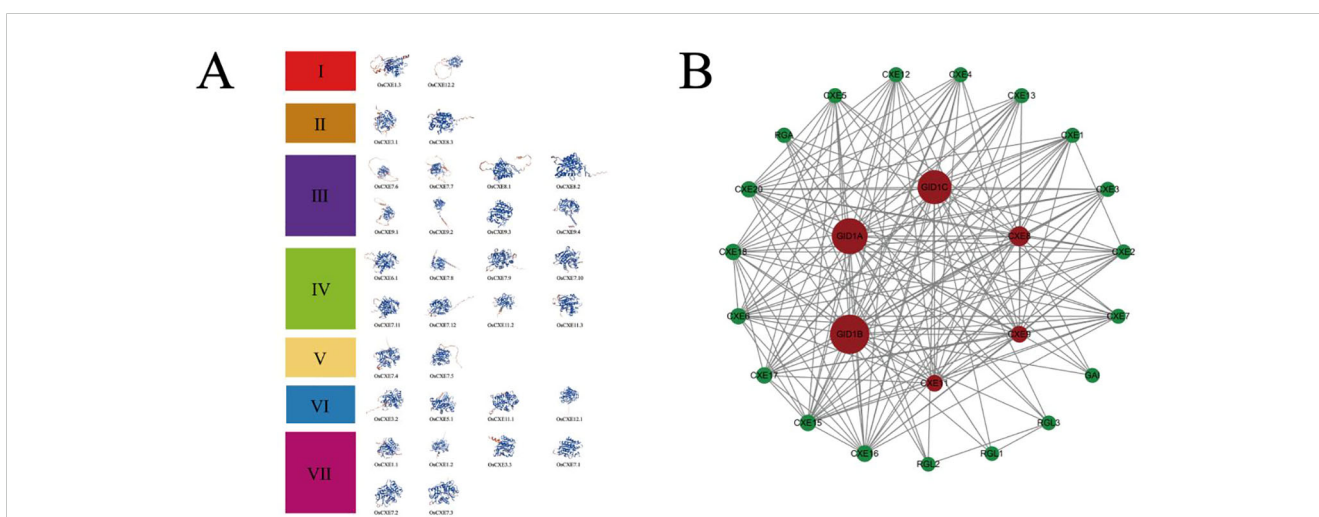 A
I
OsCXE1.3 OsCXE12.2
II
OsCXE3.1 OsCXE8.3
III
OsCXE7.6 OsCXE7.7 OsCXE8.1 OsCXE8.2
OsCXE9.1 OsCXE9.2 OsCXE9.3 OsCXE9.4
IV
OsCXE6.1 OsCXE7.8 OsCXE7.9 OsCXE7.10
OsCXE7.11 OsCXE7.12 OsCXE11.2 OsCXE11.3
V
OsCXE7.4 OsCXE7.5
VI
OsCXE3.2 OsCXE5.1 OsCXE11.1 OsCXE12.1
VII
OsCXE1.1 OsCXE1.2 OsCXE3.3 OsCXE7.1
OsCXE7.2 OsCXE7.3
B
CXE12
CXE4
CXE5
CXE13
RGA
CXE1
GID1C
CXE20
CXE3
GID1A
CXE8
CXE18
CXE2
CXE6
CXE7
GID1B
CXE9
CXE17
GAI
CXE11
CXE15
RGL3
CXE16
RGL1
RGL2